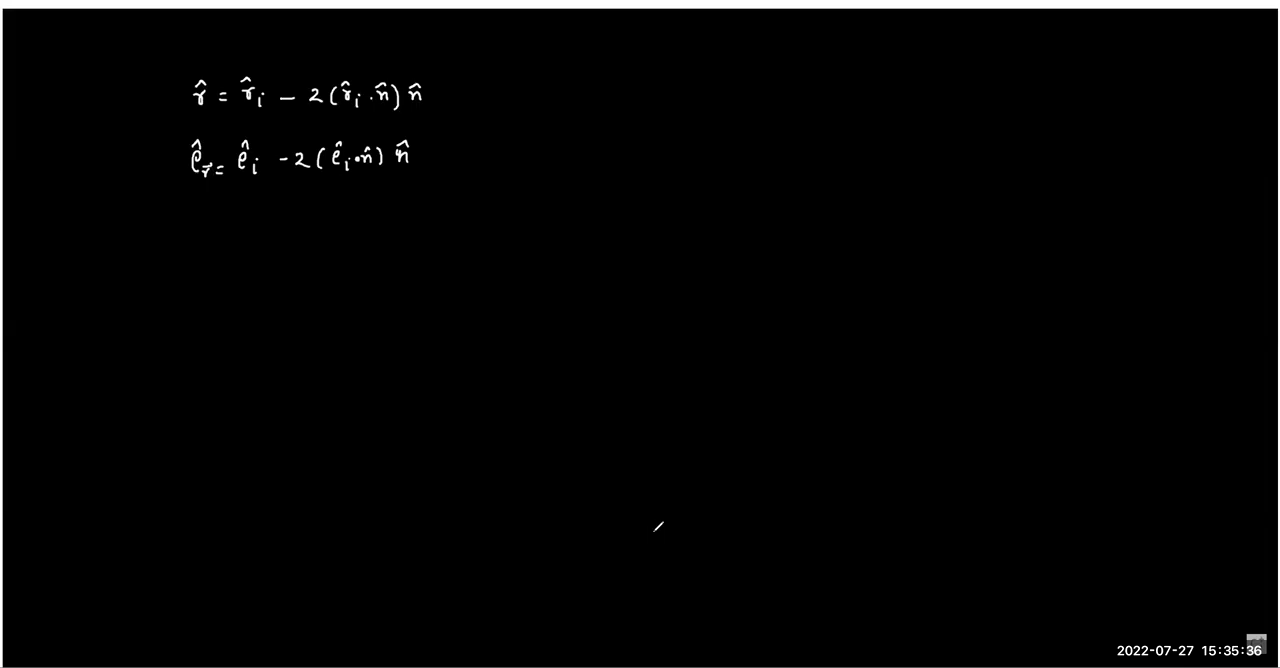 r̂ = r̂ᵢ − 2(r̂ᵢ · n̂) n̂
êᵣ = êᵢ − 2(êᵢ · n̂) n̂
2022-07-27 15:35:36